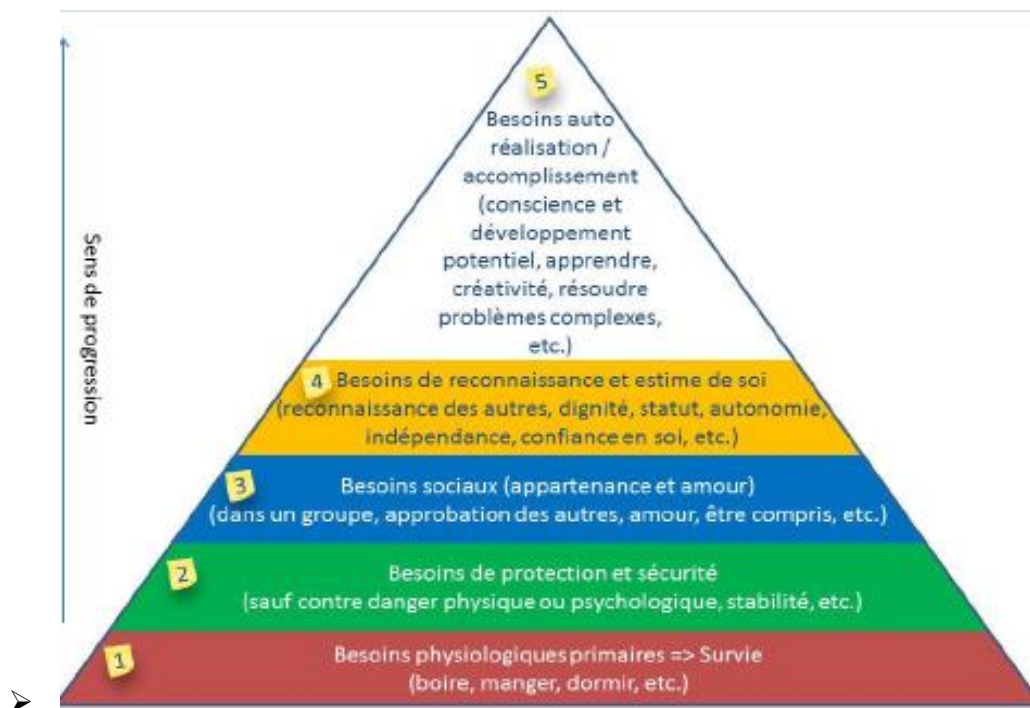 5
Besoins auto
réalisation /
accomplissement
(conscience et
développement
potentiel, apprendre,
créativité, résoudre
problèmes complexes,
etc.)
4 Besoins de reconnaissance et estime de soi
(reconnaissance des autres, dignité, statut, autonomie,
indépendance, confiance en soi, etc.)
3 Besoins sociaux (appartenance et amour)
(dans un groupe, approbation des autres, amour, être compris, etc.)
2 Besoins de protection et sécurité
(sauf contre danger physique ou psychologique, stabilité, etc.)
1 Besoins physiologiques primaires => Survie
(boire, manger, dormir, etc.)
Sens de progression